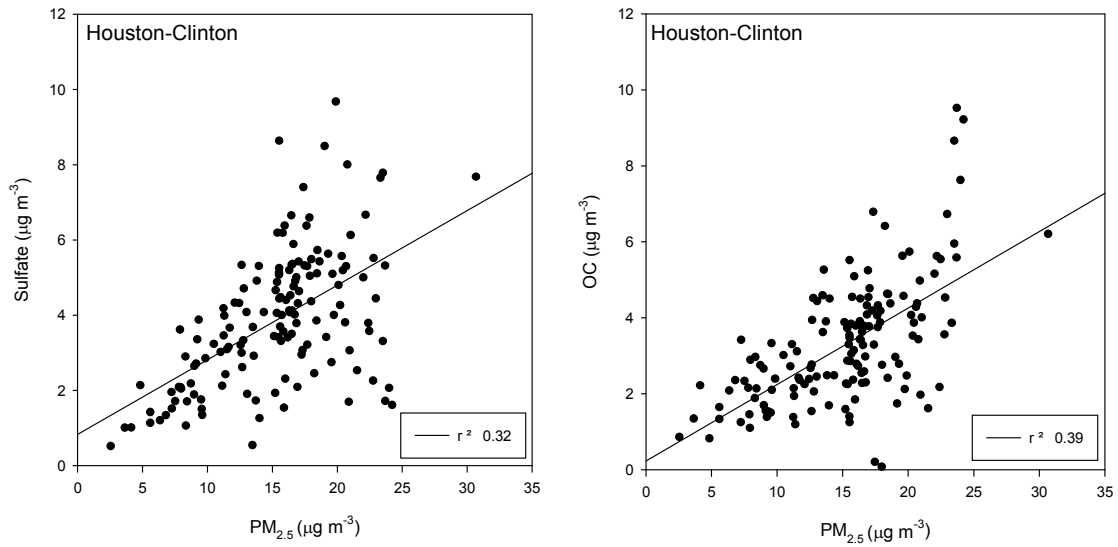 Houston-Clinton
12
10
8
6
4
2
0
Sulfate (μg m⁻³)
0 5 10 15 20 25 30 35
PM₂.₅ (μg m⁻³)
r² 0.32
Houston-Clinton
12
10
8
6
4
2
0
OC (μg m⁻³)
0 5 10 15 20 25 30 35
PM₂.₅ (μg m⁻³)
r² 0.39